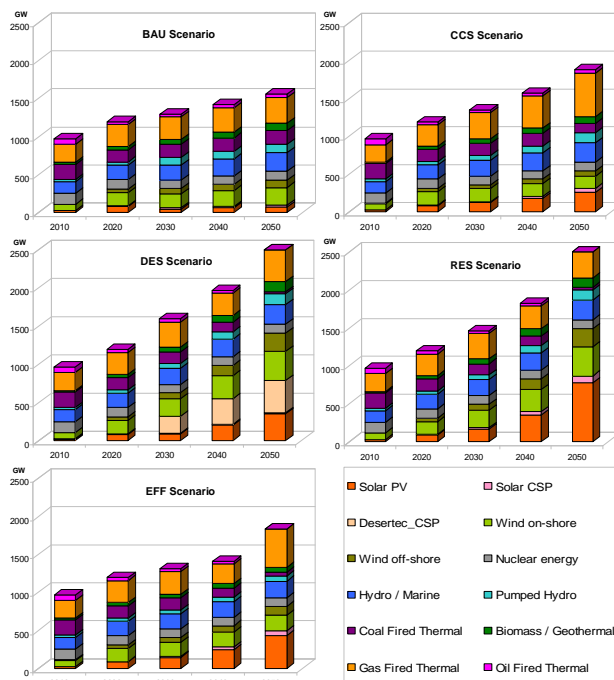 GW
BAU Scenario
2500
2000
1500
1000
500
0
2010 2020 2030 2040 2050
GW
CCS Scenario
2500
2000
1500
1000
500
0
2010 2020 2030 2040 2050
GW
DES Scenario
2500
2000
1500
1000
500
0
2010 2020 2030 2040 2050
GW
RES Scenario
2500
2000
1500
1000
500
0
2010 2020 2030 2040 2050
GW
EFF Scenario
2500
2000
1500
1000
500
0
Solar PV Solar CSP
Desertec_CSP Wind on-shore
Wind off-shore Nuclear energy
Hydro / Marine Pumped Hydro
Coal Fired Thermal Biomass / Geothermal
Gas Fired Thermal Oil Fired Thermal